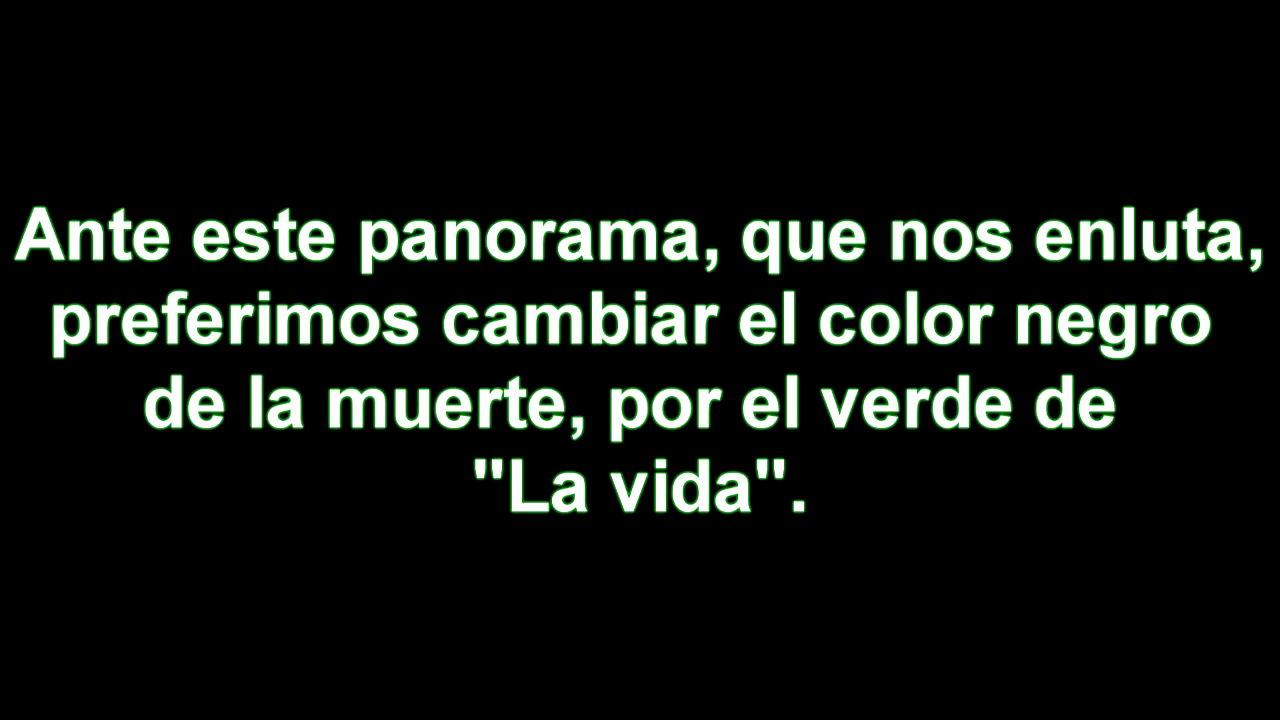 Ante este panorama, que nos enluta,
preferimos cambiar el color negro
de la muerte, por el verde de
"La vida".